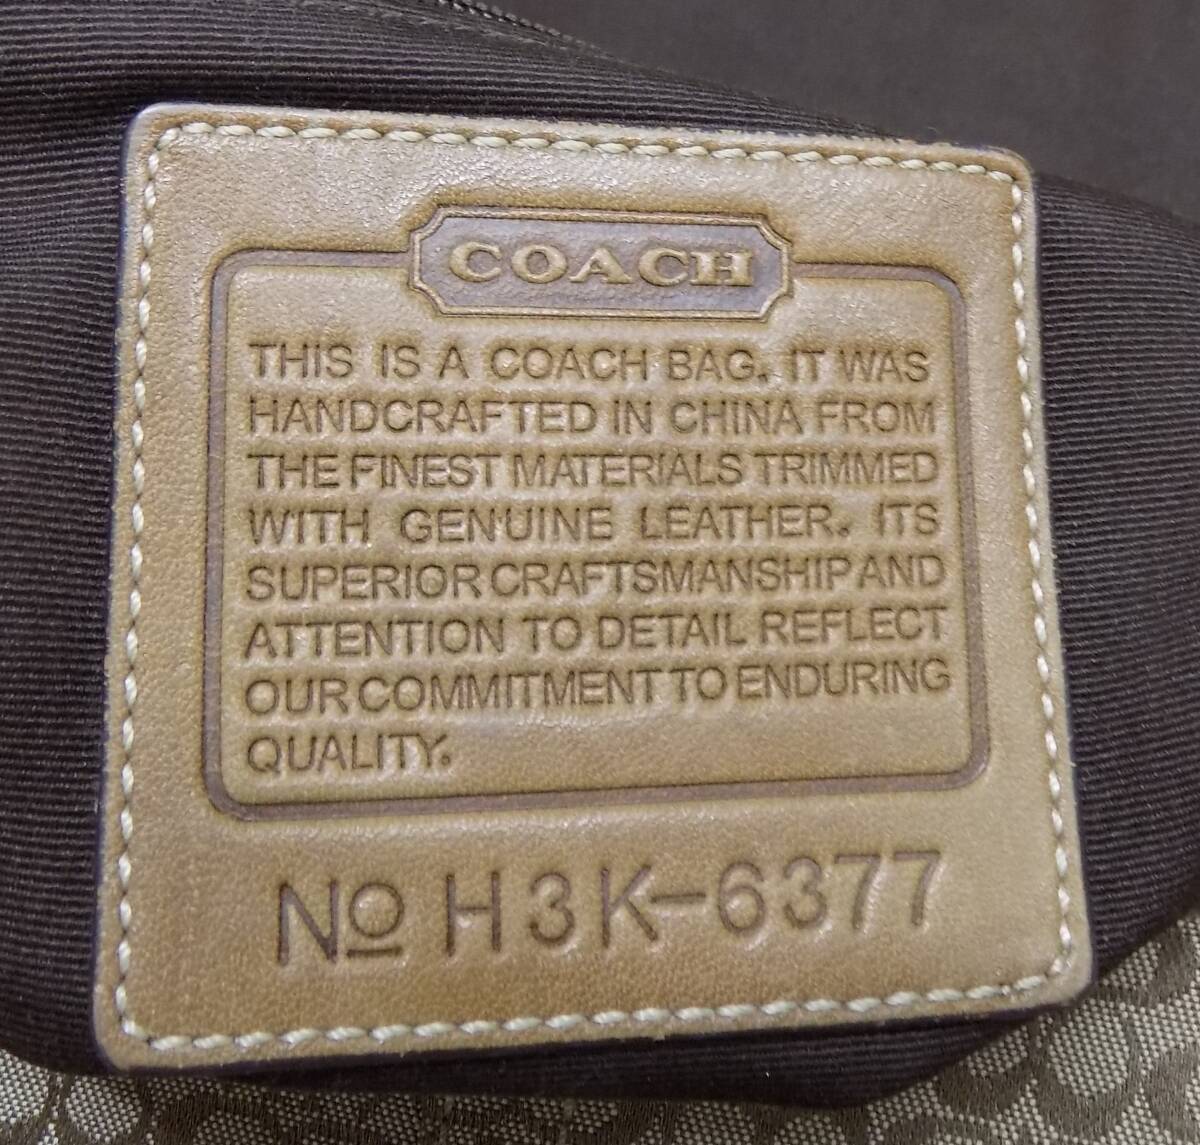 COACH
THIS IS A COACH BAG. IT WAS
HANDCRAFTED IN CHINA FROM
THE FINEST MATERIALS TRIMMED
WITH GENUINE LEATHER. ITS
SUPERIOR CRAFTSMANSHIP AND
ATTENTION TO DETAIL REFLECT
OUR COMMITMENT TO ENDURING
QUALITY.
No H3K-6377